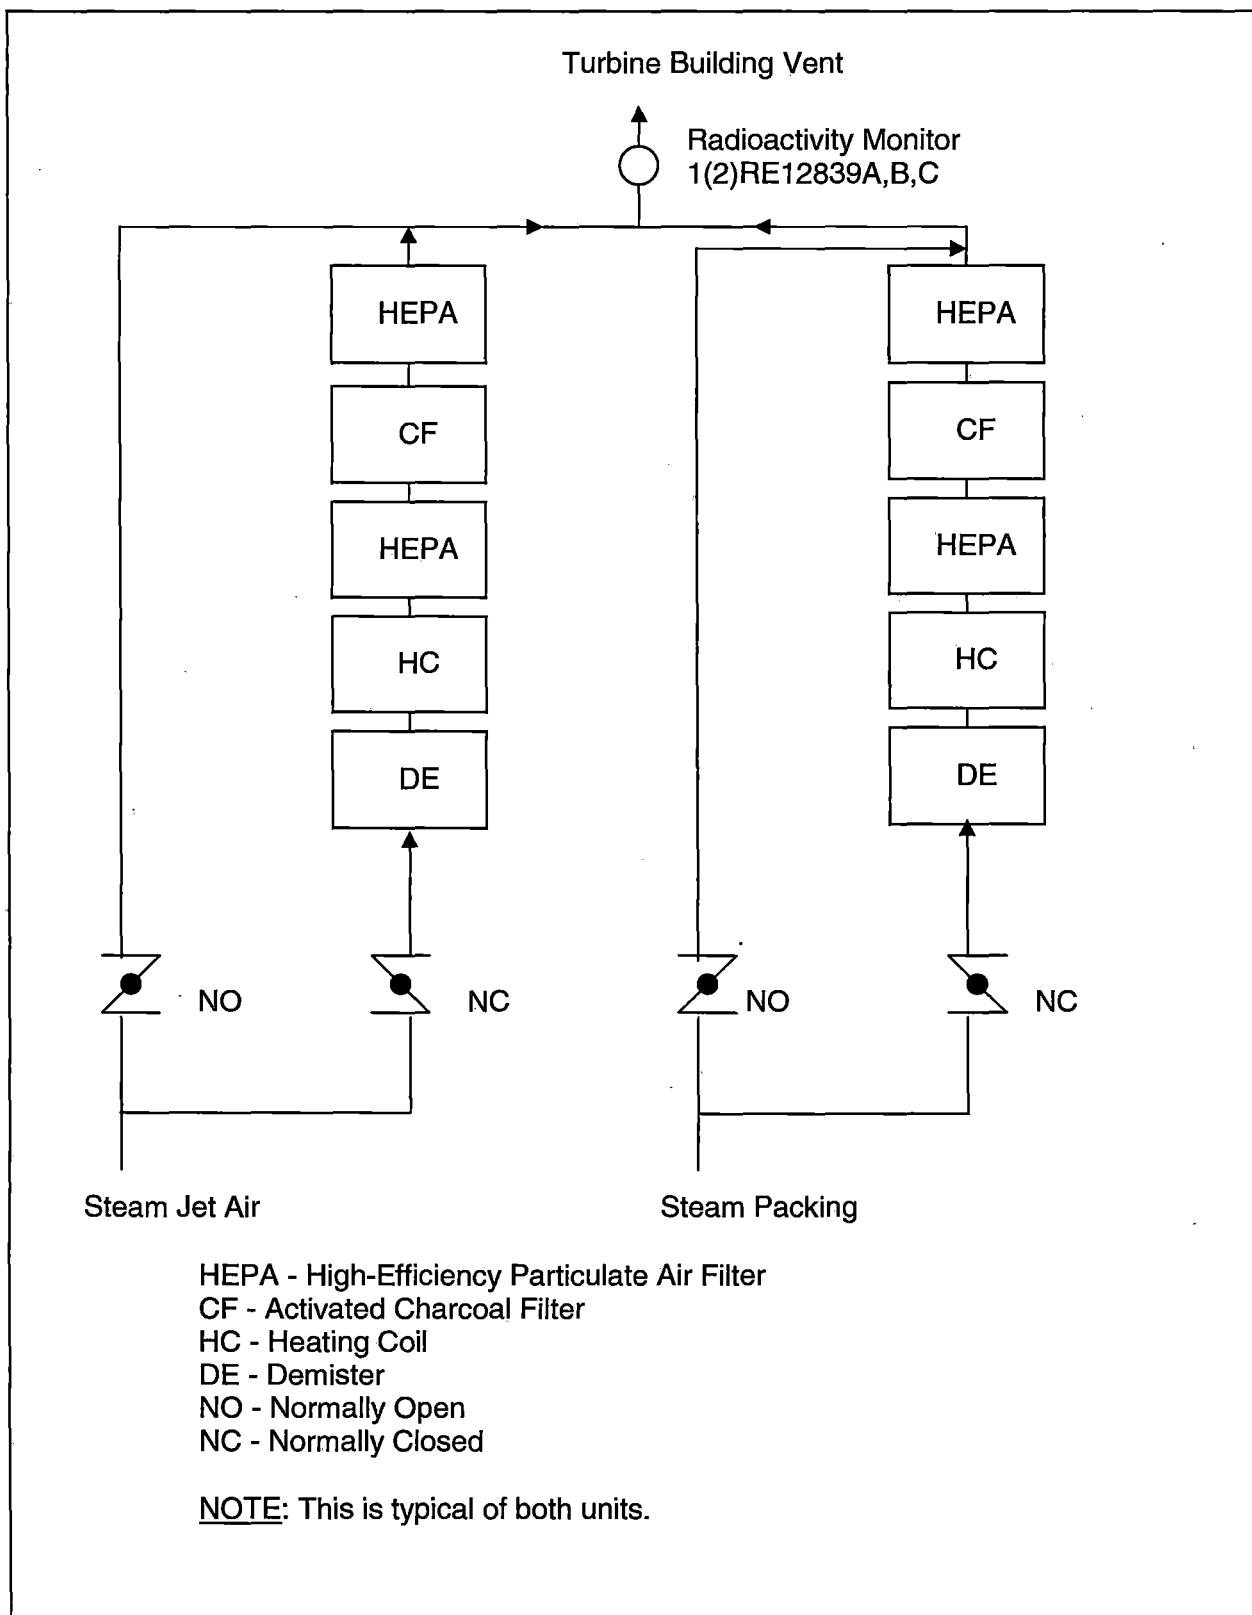 Turbine Building Vent
Radioactivity Monitor
1(2)RE12839A,B,C
HEPA
HEPA
CF
CF
HEPA
HEPA
HC
HC
DE
DE
NO
NC
NO
NC
Steam Jet Air
Steam Packing
HEPA - High-Efficiency Particulate Air Filter
CF - Activated Charcoal Filter
HC - Heating Coil
DE - Demister
NO - Normally Open
NC - Normally Closed
NOTE: This is typical of both units.